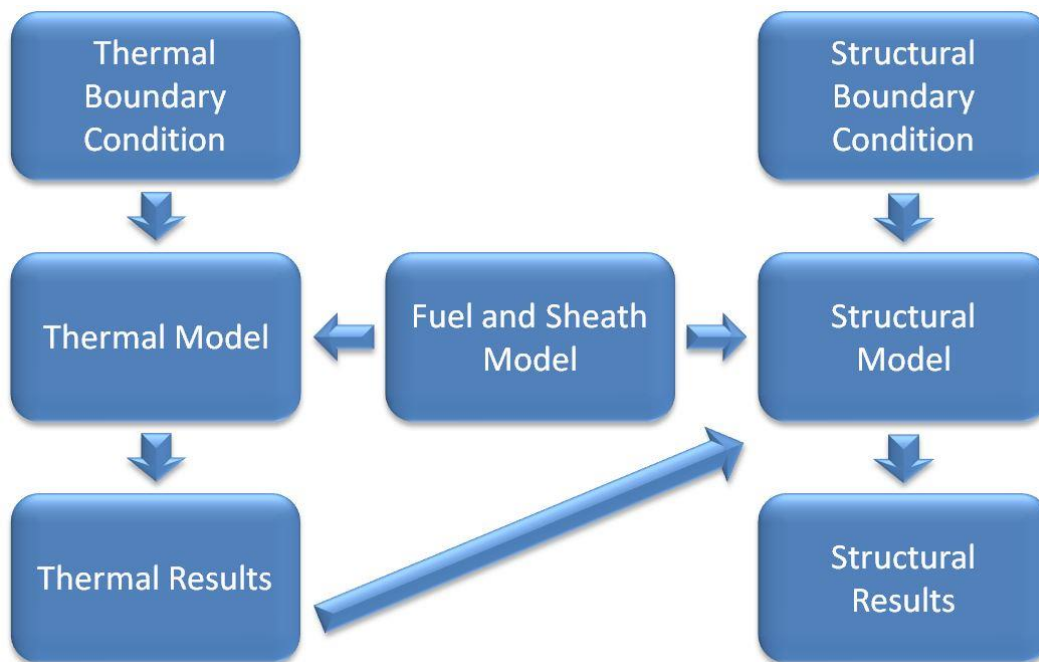 Thermal
Boundary
Condition
Structural
Boundary
Condition
Thermal Model
Fuel and Sheath
Model
Structural
Model
Thermal Results
Structural
Results